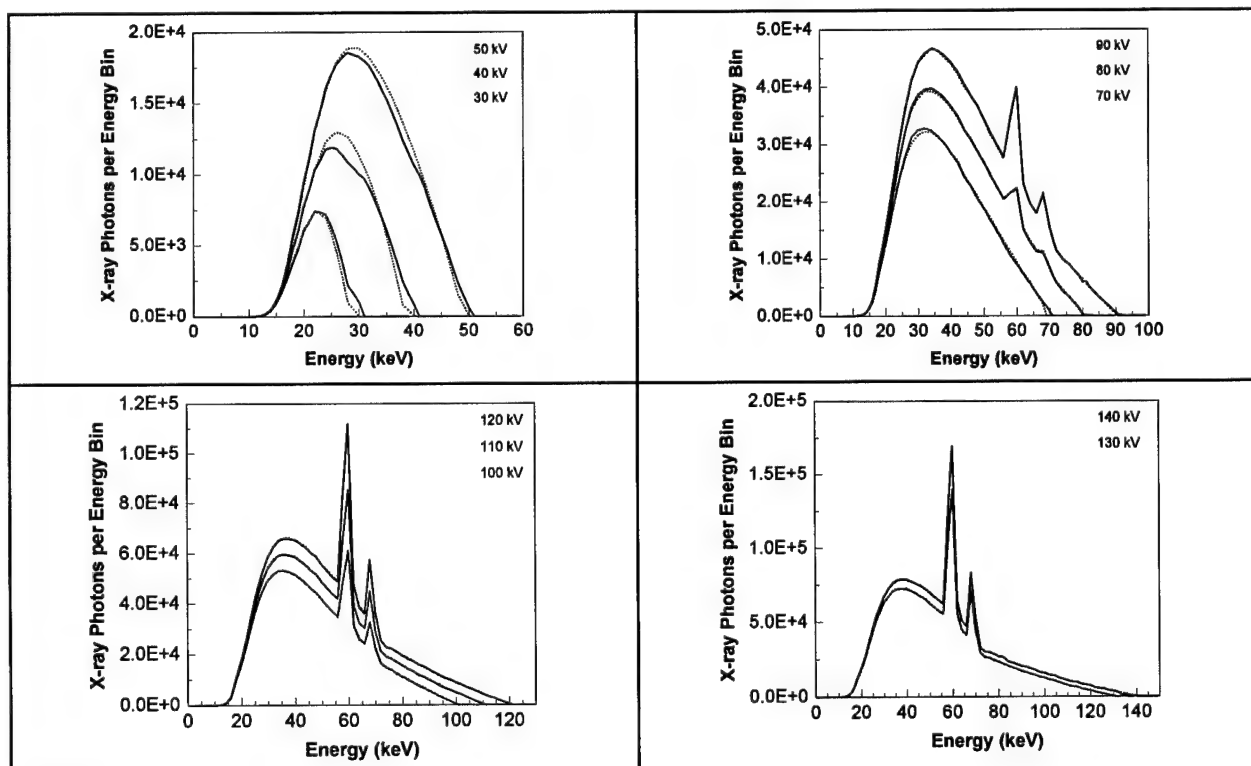 X-ray Photons per Energy Bin
2.0E+4
1.5E+4
1.0E+4
5.0E+3
0.0E+0
50 kV
40 kV
30 kV
0 10 20 30 40 50 60
Energy (keV)
X-ray Photons per Energy Bin
5.0E+4
4.0E+4
3.0E+4
2.0E+4
1.0E+4
0.0E+0
90 kV
80 kV
70 kV
0 10 20 30 40 50 60 70 80 90 100
Energy (keV)
X-ray Photons per Energy Bin
1.2E+5
1.0E+5
8.0E+4
6.0E+4
4.0E+4
2.0E+4
0.0E+0
120 kV
110 kV
100 kV
0 20 40 60 80 100 120
Energy (keV)
X-ray Photons per Energy Bin
2.0E+5
1.5E+5
1.0E+5
5.0E+4
0.0E+0
140 kV
130 kV
0 20 40 60 80 100 120 140
Energy (keV)